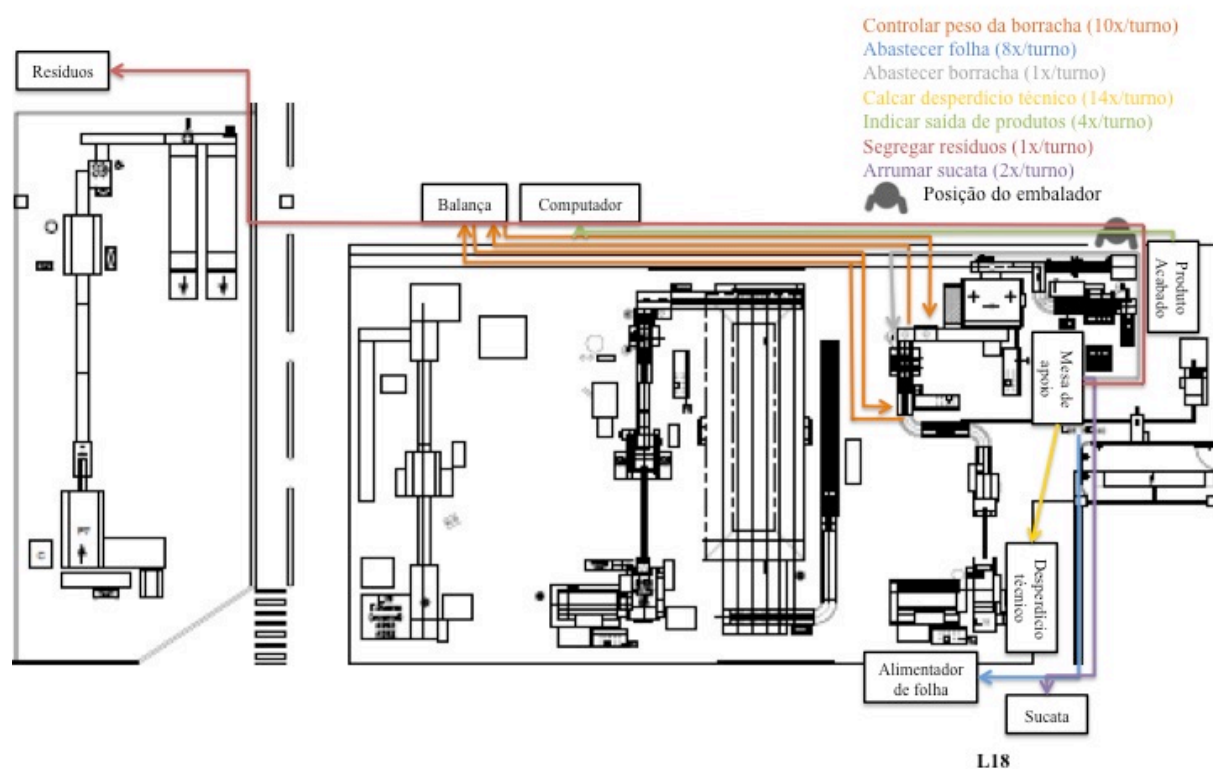 Controlar peso da borracha (10x/turno)
Abastecer folha (8x/turno)
Abastecer borracha (1x/turno)
Calcar desperdício técnico (14x/turno)
Indicar saída de produtos (4x/turno)
Segregar resíduos (1x/turno)
Arrumar sucata (2x/turno)
Posição do embalador
Resíduos
Balança
Computador
Produto
Acabado
Mesa de
apoio
Desperdício
técnico
Alimentador
de folha
Sucata
L18